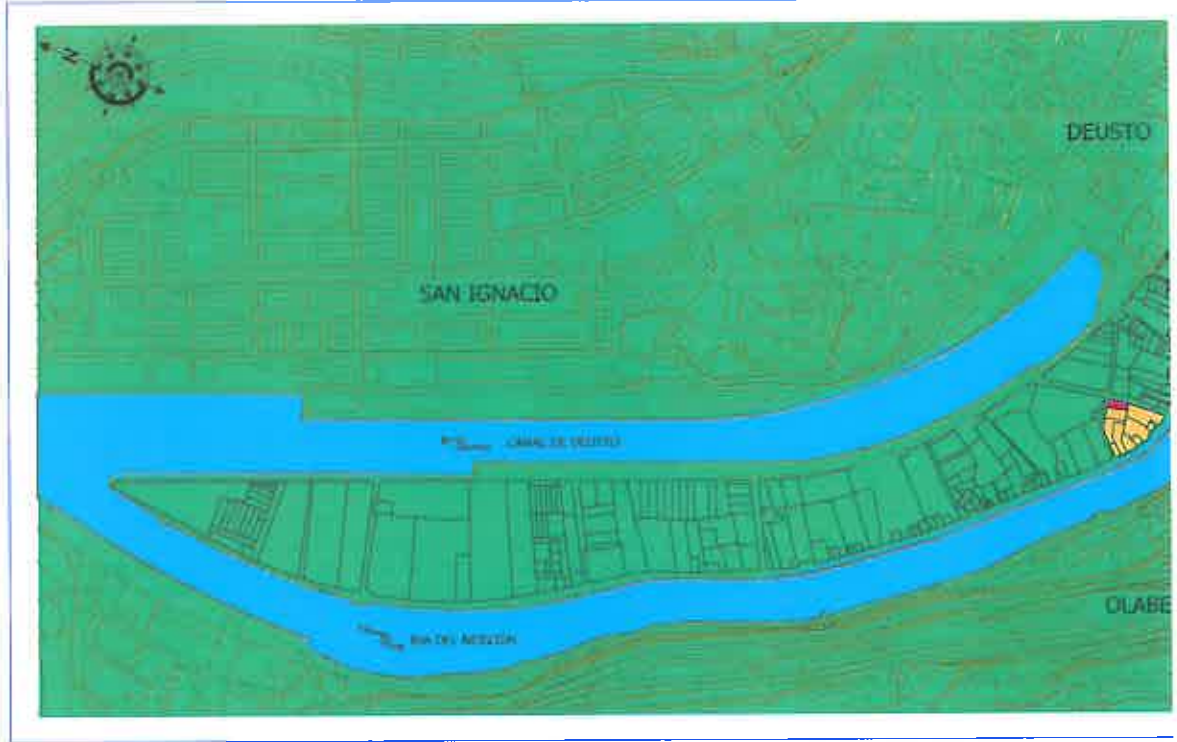 N
DEUSTO
SAN IGNACIO
CANAL DE DEUSTO
OLABE
RIA DEL NERVION